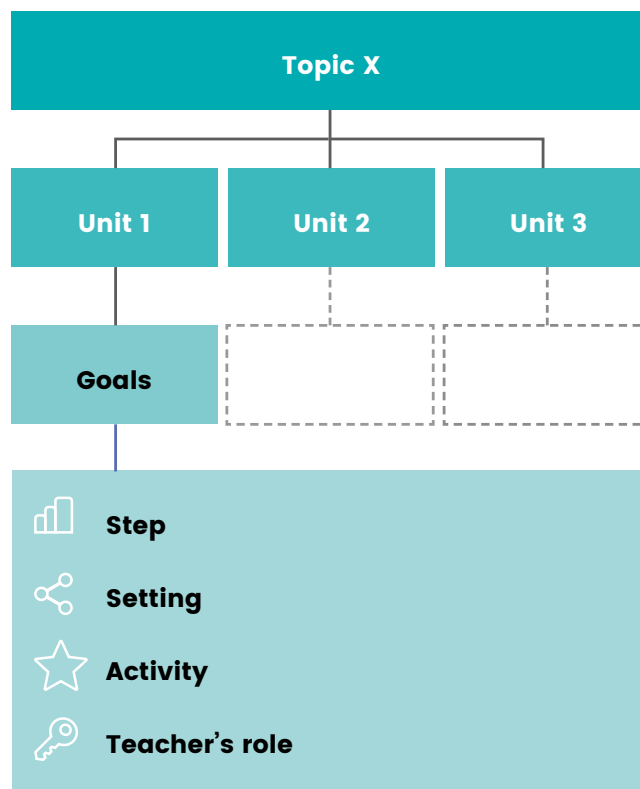 Topic X
Unit 1
Unit 2
Unit 3
Goals
Step
Setting
Activity
Teacher’s role